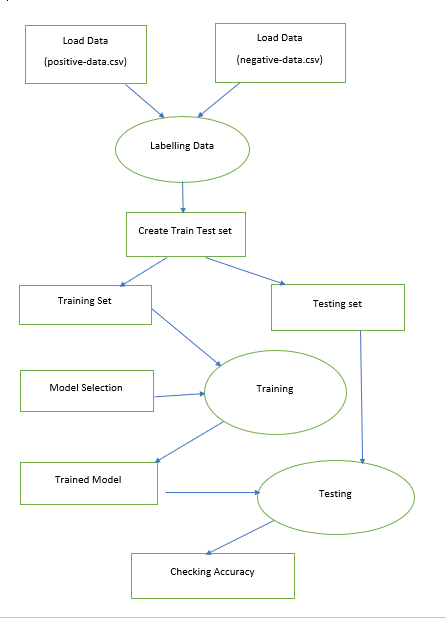 Load Data
(positive-data.csv)
Load Data
(negative-data.csv)
Labelling Data
Create Train Test set
Training Set
Testing set
Model Selection
Training
Trained Model
Testing
Checking Accuracy